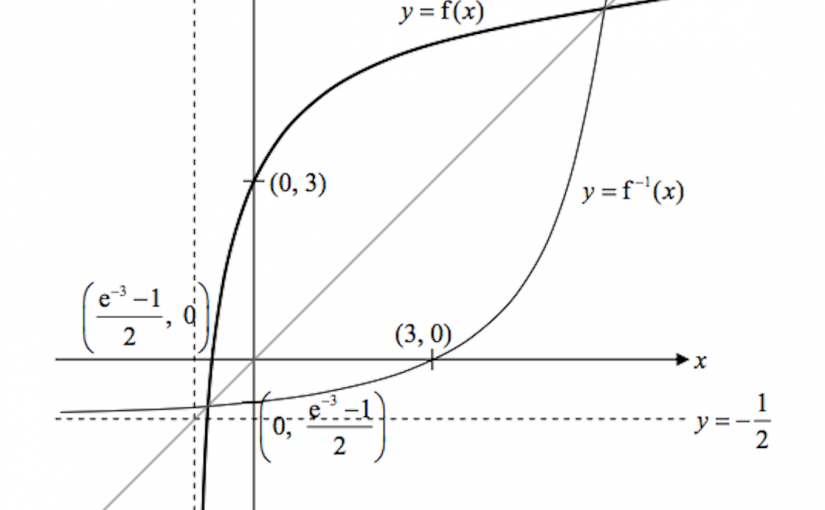 y = f(x)
(0, 3)
y = f⁻¹(x)
(e⁻³ − 1 / 2, 0)
(3, 0)
x
(0, e⁻³ − 1 / 2)
y = − 1 / 2